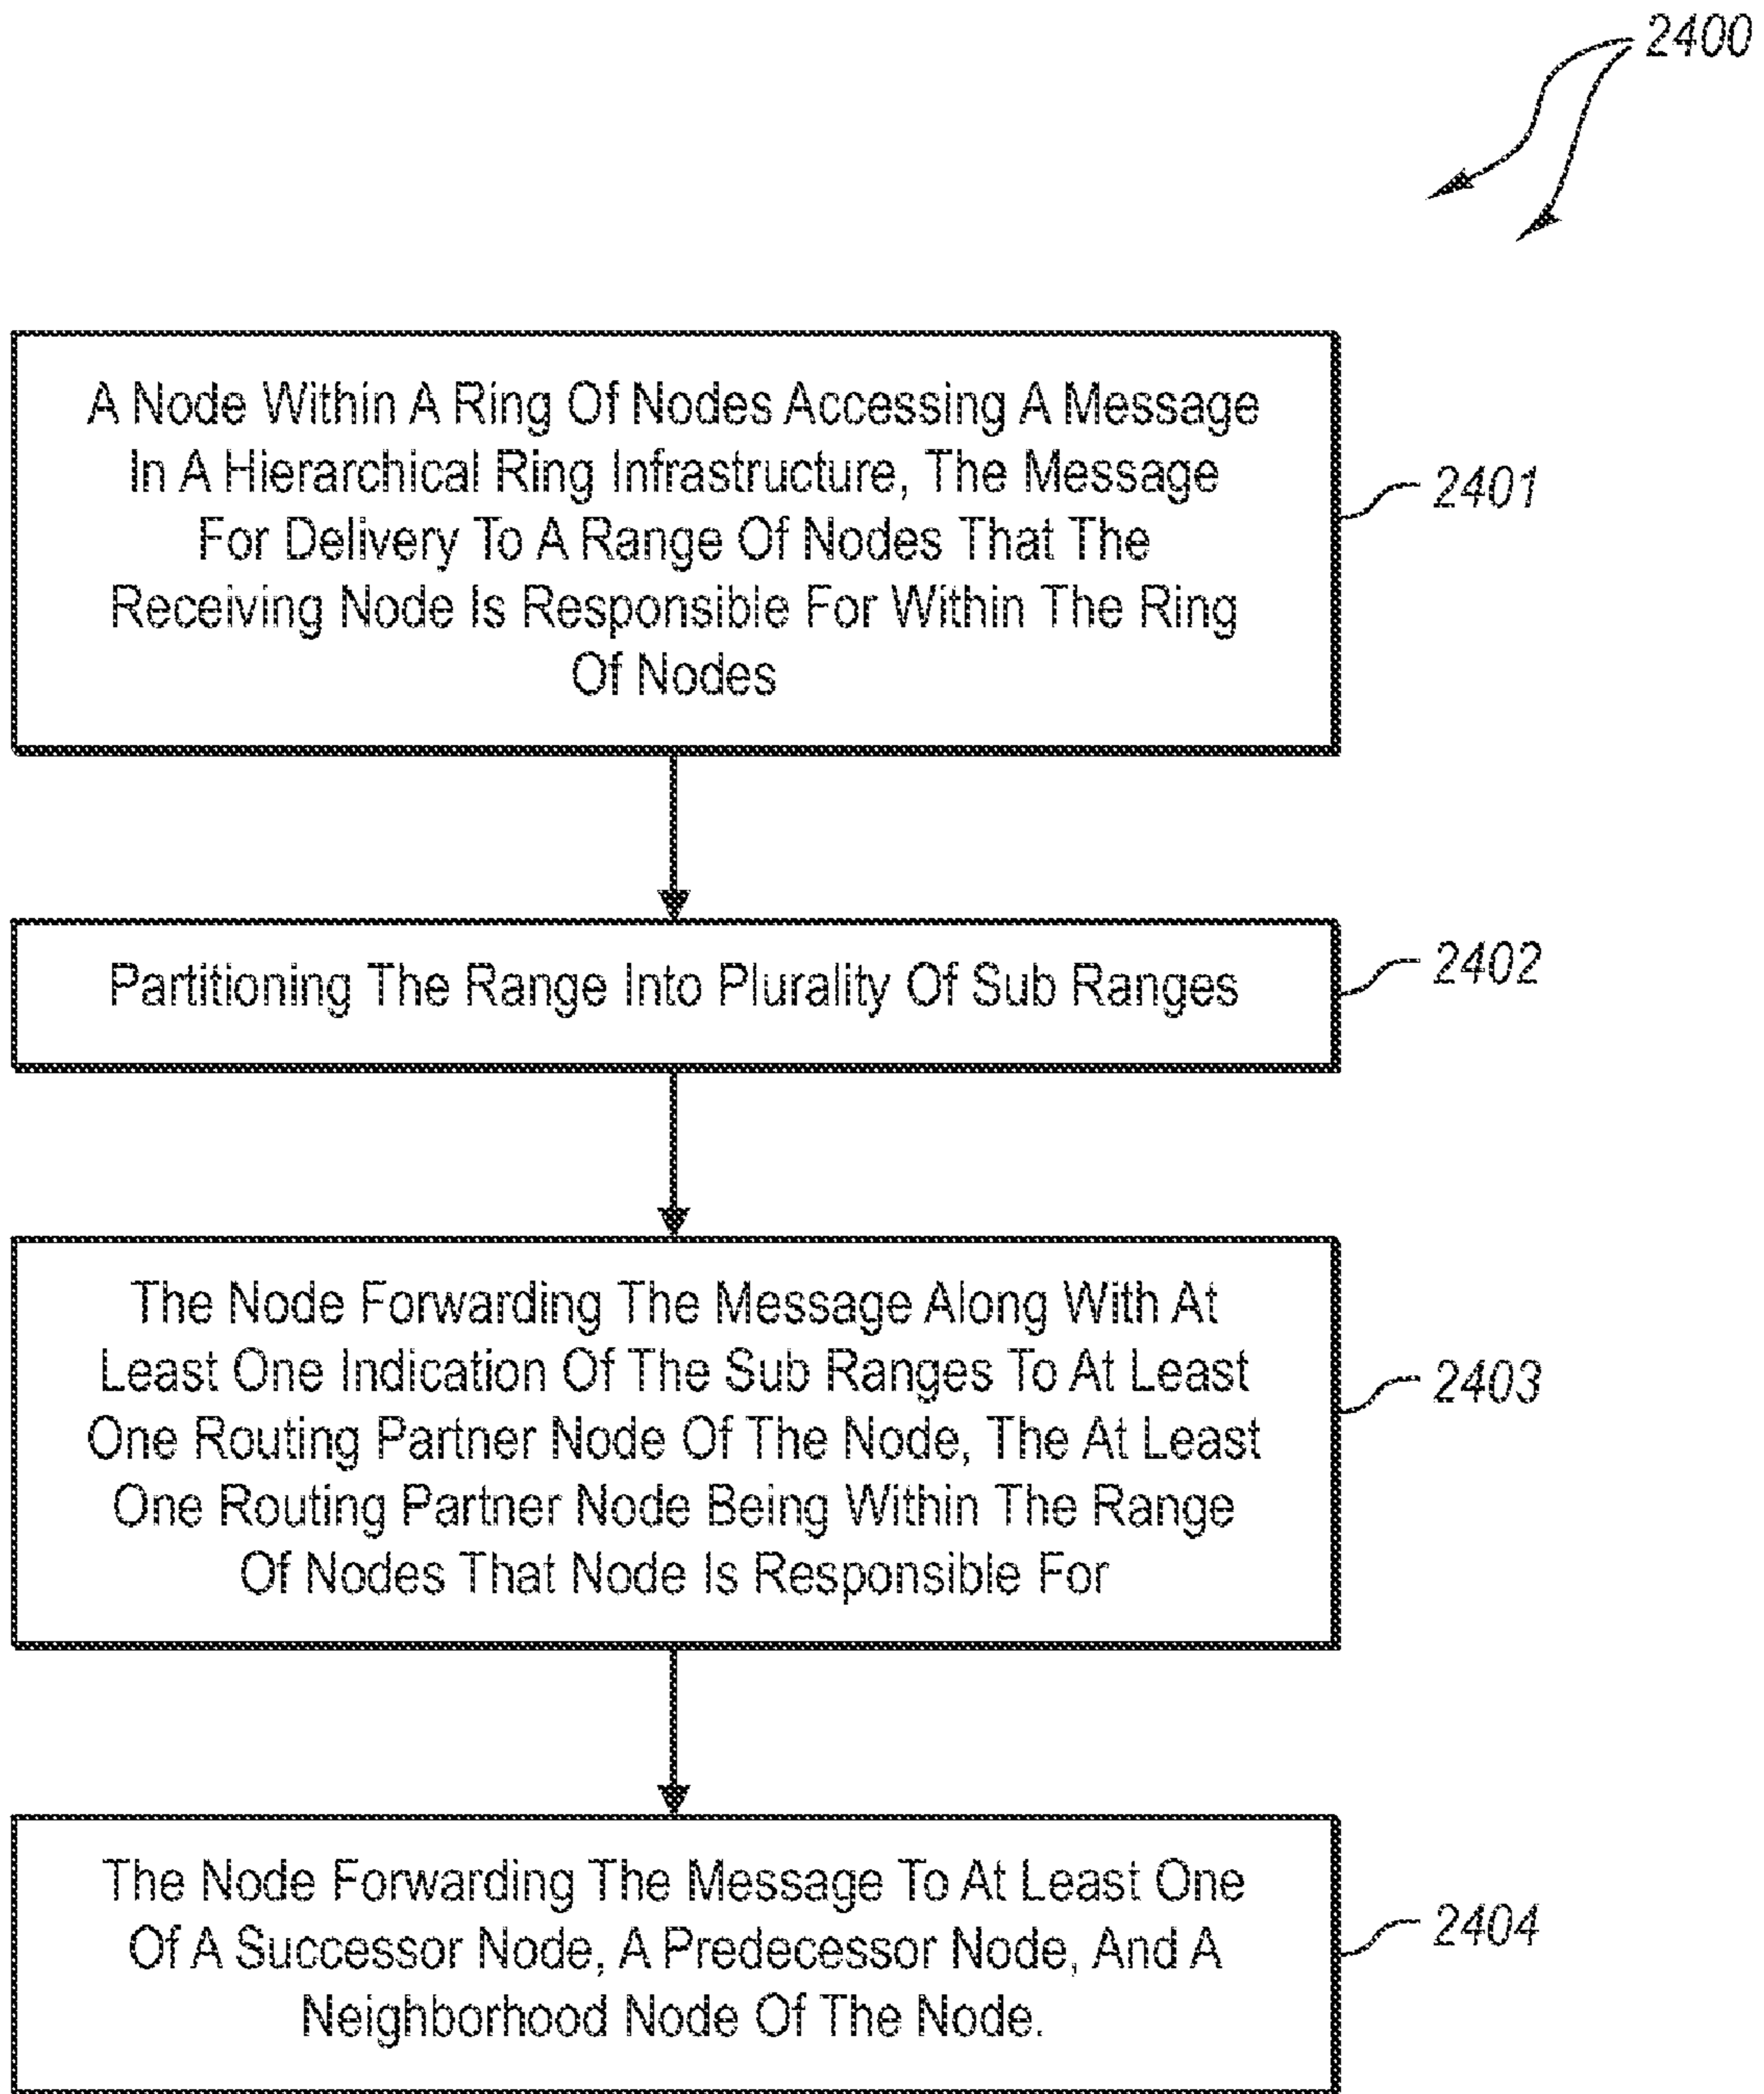 2400
A Node Within A Ring Of Nodes Accessing A Message
In A Hierarchical Ring Infrastructure, The Message
For Delivery To A Range Of Nodes That The
Receiving Node Is Responsible For Within The Ring
Of Nodes
2401
Partitioning The Range Into Plurality Of Sub Ranges
2402
The Node Forwarding The Message Along With At
Least One Indication Of The Sub Ranges To At Least
One Routing Partner Node Of The Node, The At Least
One Routing Partner Node Being Within The Range
Of Nodes That Node Is Responsible For
2403
The Node Forwarding The Message To At Least One
Of A Successor Node, A Predecessor Node, And A
Neighborhood Node Of The Node.
2404